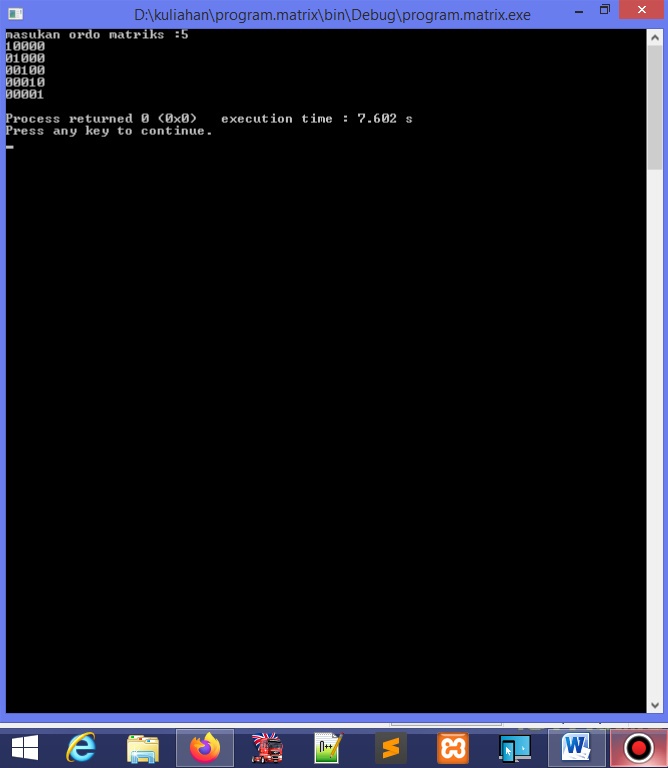 D:\kuliahan\program.matrix\bin\Debug\program.matrix.exe
masukan ordo matriks :5
10000
01000
00100
00010
00001
Process returned 0 (0x0)   execution time : 7.602 s
Press any key to continue.